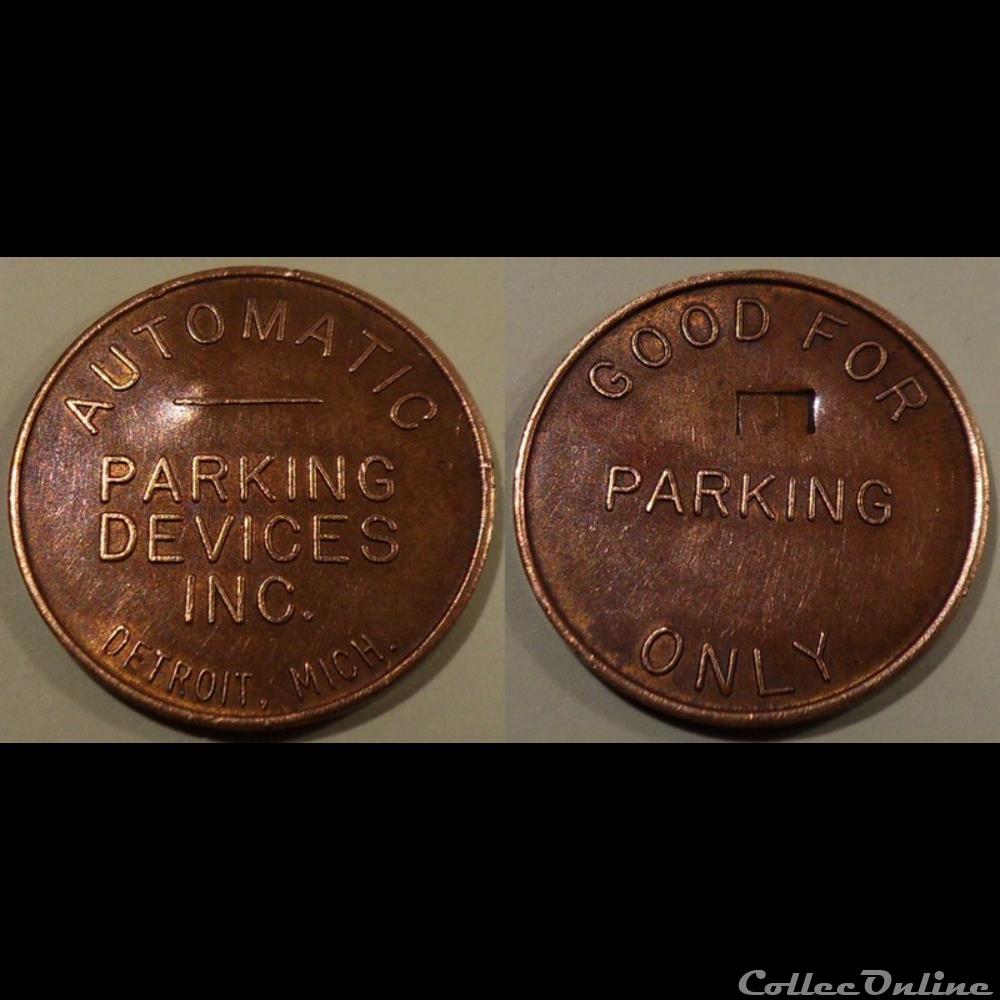 AUTOMATIC
PARKING
DEVICES
INC.
DETROIT, MICH.
GOOD FOR
PARKING
ONLY
CollecOnline